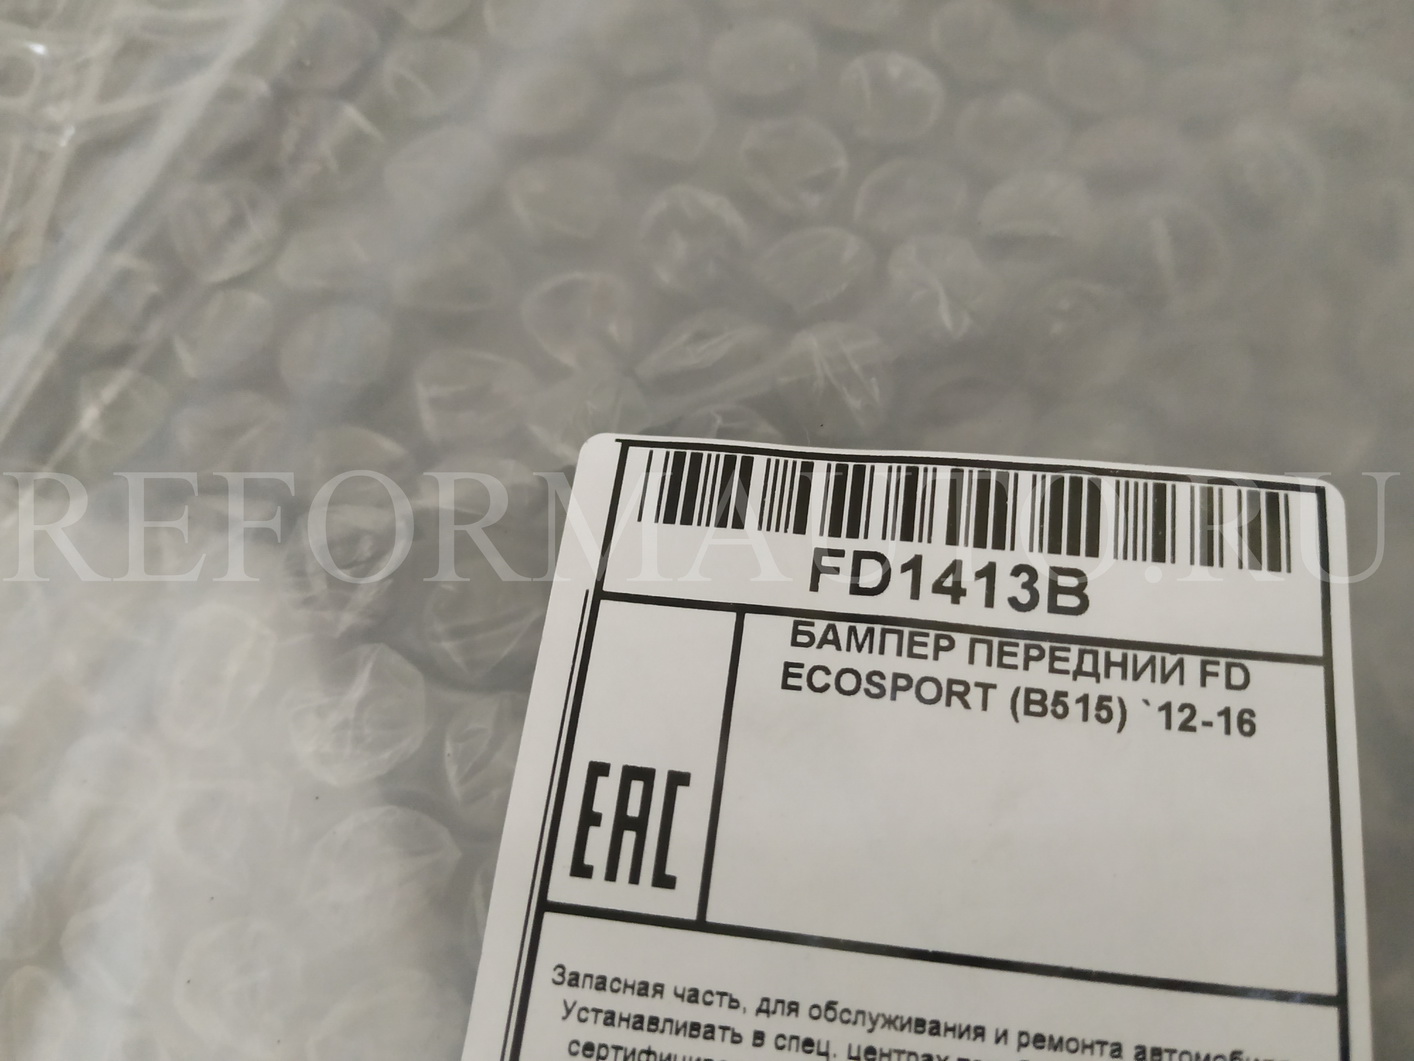 REFORMAUTO.RU
FD1413B
БАМПЕР ПЕРЕДНИЙ FD
ECOSPORT (B515) `12-16
EAC
Запасная часть, для обслуживания и ремонта
Устанавливать в спец. центрах